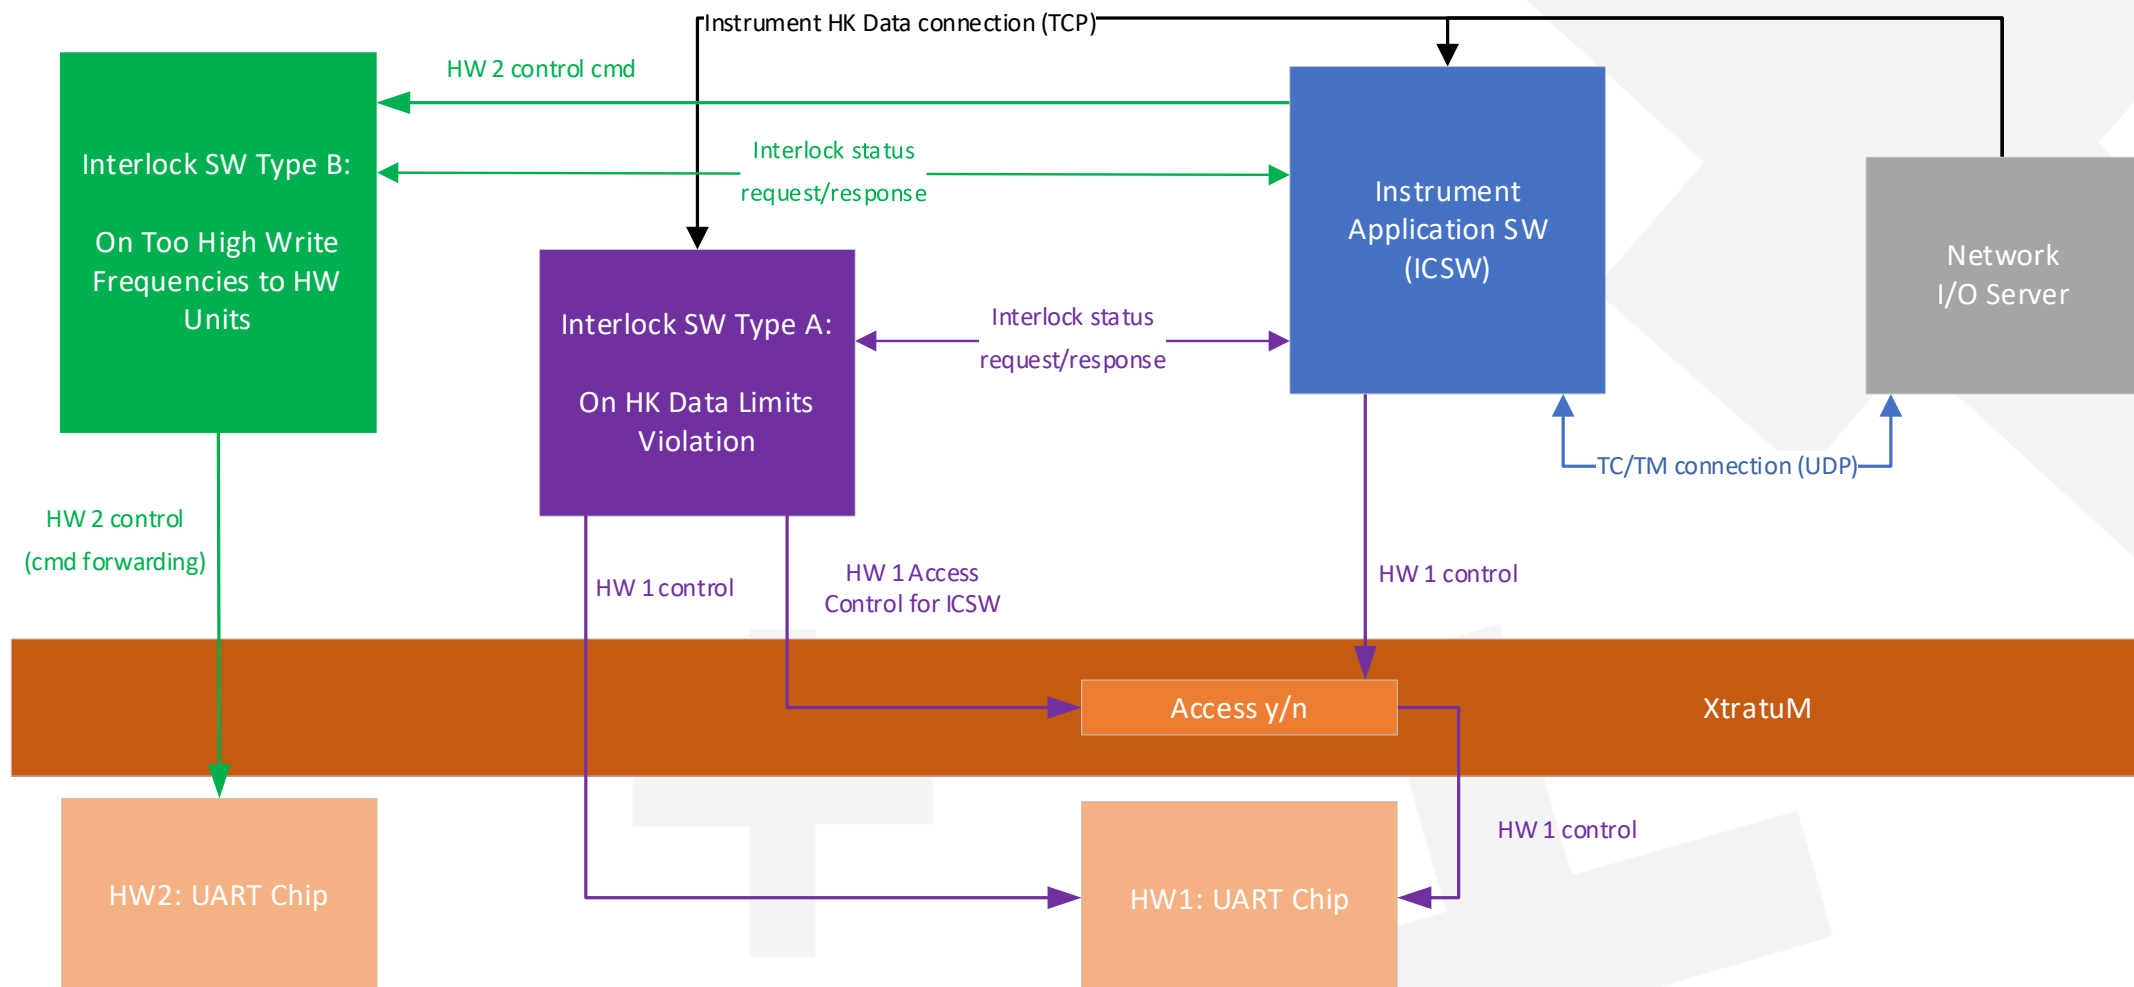 Instrument HK Data connection (TCP)
HW 2 control cmd
Interlock SW Type B:
On Too High Write
Frequencies to HW
Units
Interlock status
request/response
Instrument
Application SW
(ICSW)
Network
I/O Server
Interlock SW Type A:
On HK Data Limits
Violation
Interlock status
request/response
TC/TM connection (UDP)
HW 2 control
(cmd forwarding)
HW 1 control
HW 1 Access
Control for ICSW
HW 1 control
Access y/n
XtratuM
HW 1 control
HW2: UART Chip
HW1: UART Chip